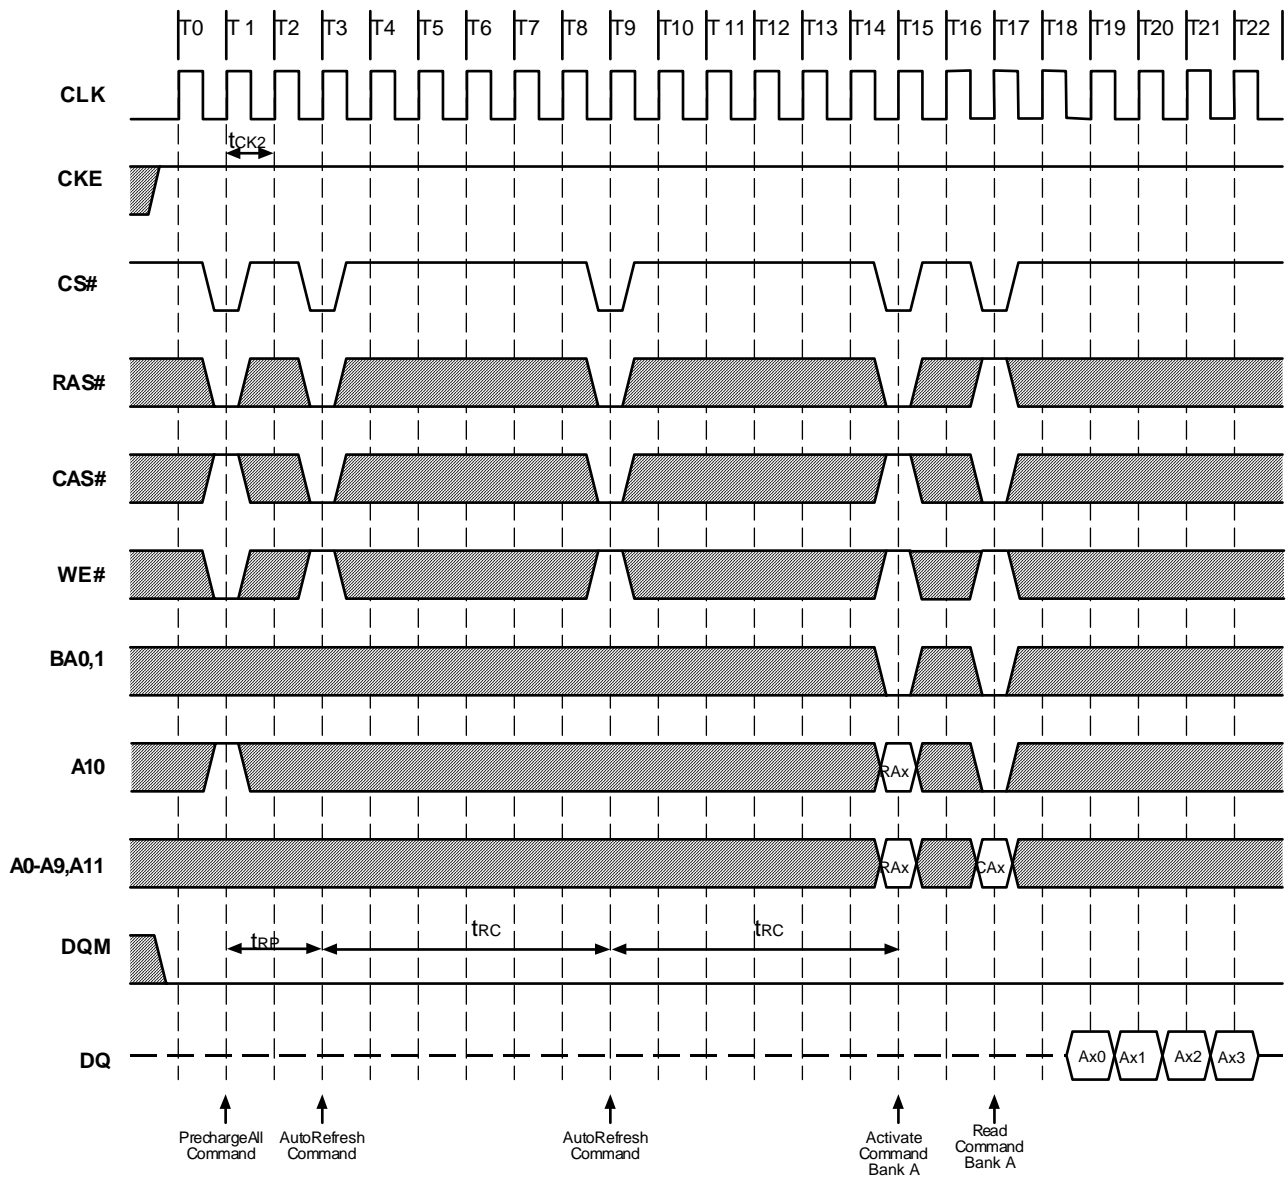 T0 T 1 T2 T3 T4 T5 T6 T7 T8 T9 T10 T 11 T12 T13 T14 T15 T16 T17 T18 T19 T20 T21 T22
CLK
tCK2
CKE
CS#
RAS#
CAS#
WE#
BA0,1
A10
RAx
A0-A9,A11
RAx CAx
DQM
tRP tRC tRC
DQ
Ax0 Ax1 Ax2 Ax3
PrechargeAll
Command
AutoRefresh
Command
AutoRefresh
Command
Activate
Command
Bank A
Read
Command
Bank A